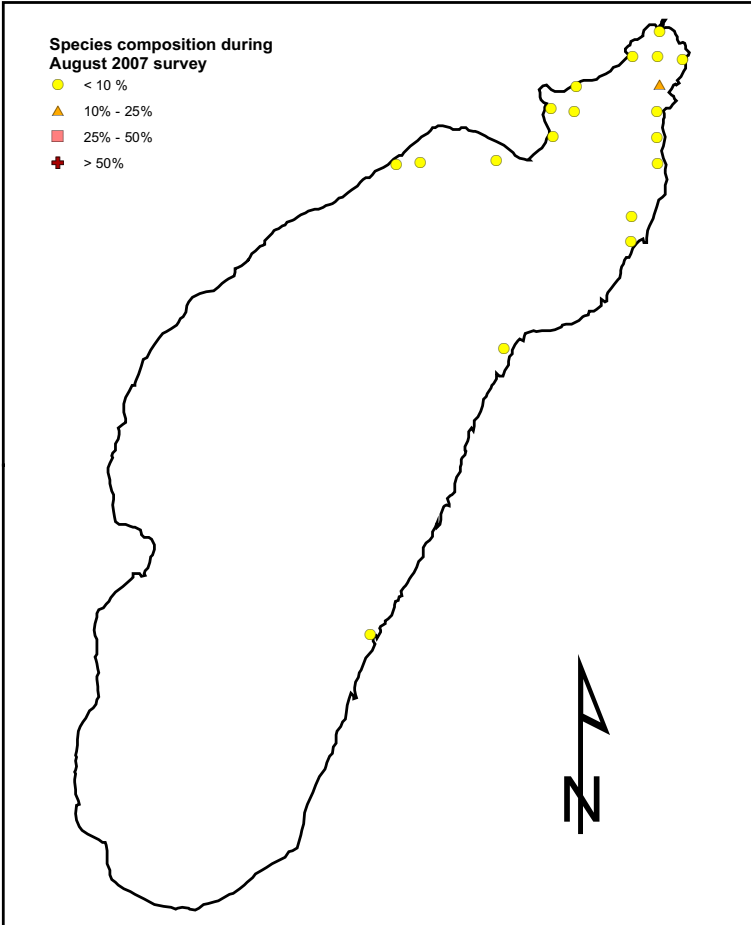 Species composition during
August 2007 survey
< 10 %
10% - 25%
25% - 50%
> 50%
N